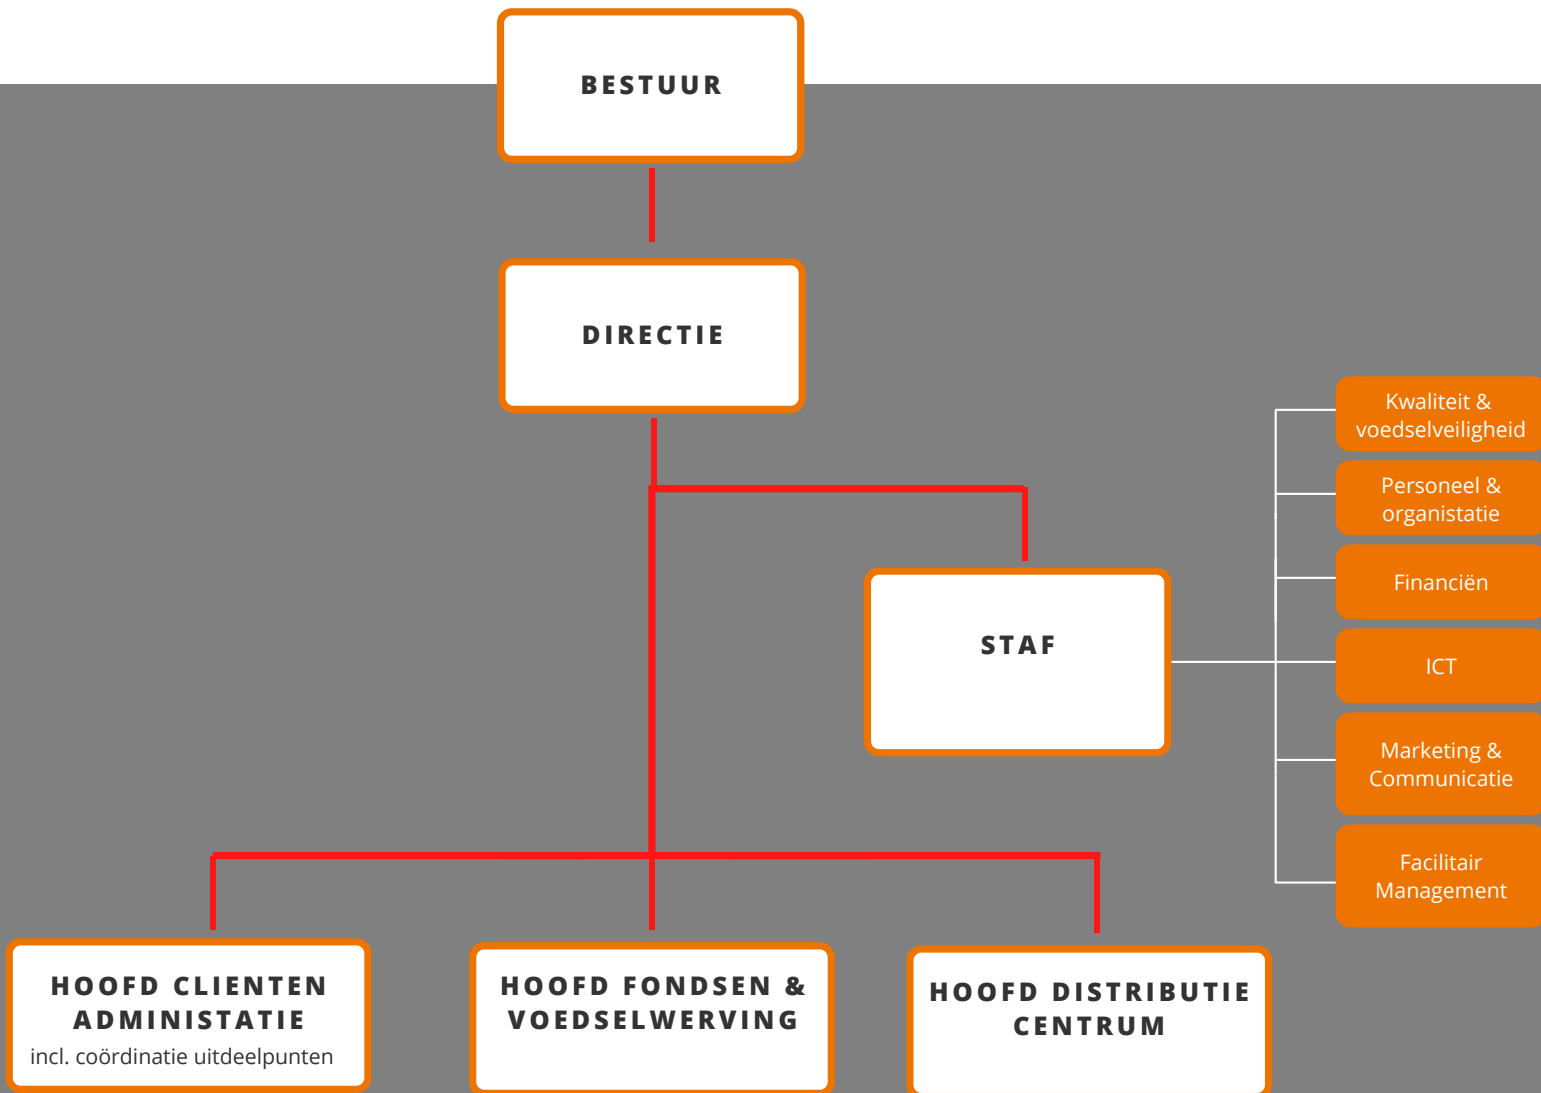 BESTUUR
DIRECTIE
Kwaliteit &
voedselveiligheid
Personeel &
organistatie
Financiën
STAF
ICT
Marketing &
Communicatie
Facilitair
Management
HOOFD CLIENTEN
ADMINISTATIE
incl. coördinatie uitdeelpunten
HOOFD FONDSEN &
VOEDSELWERVING
HOOFD DISTRIBUTIE
CENTRUM